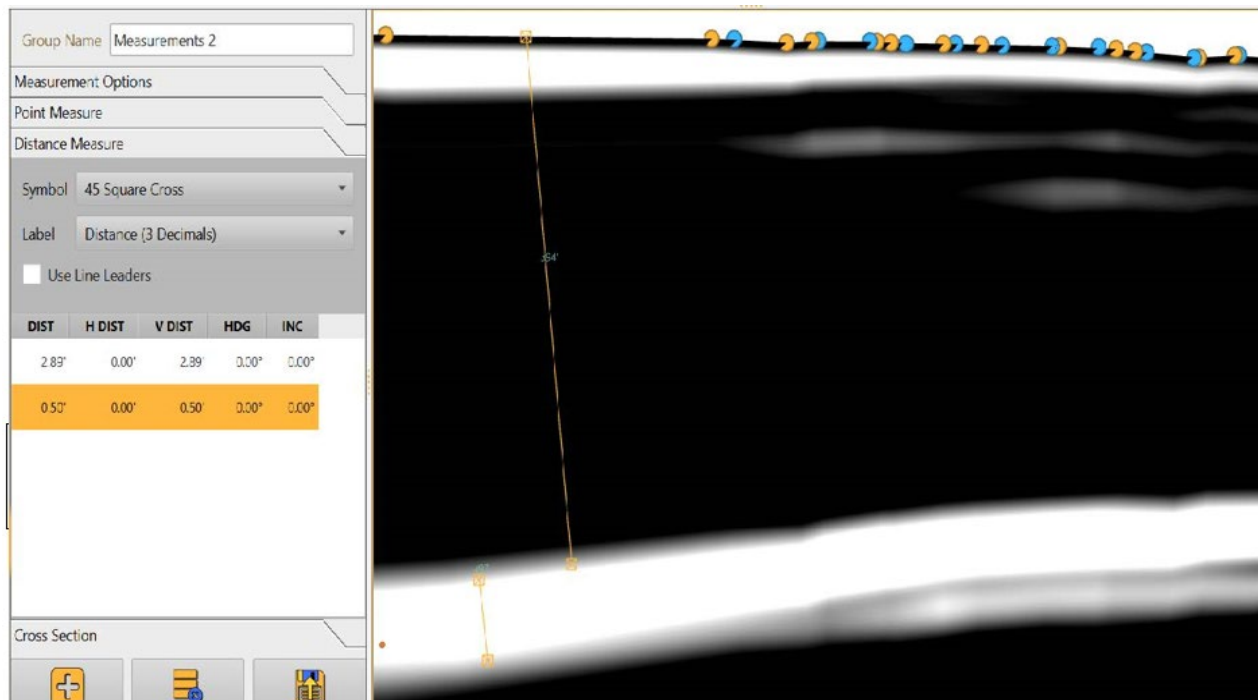 Group Name Measurements 2
Measurement Options
Point Measure
Distance Measure
Symbol 45 Square Cross
Label Distance (3 Decimals)
Use Line Leaders
DIST H DIST V DIST HDG INC
2.89' 0.00' 2.89' 0.00° 0.00°
0.50' 0.00' 0.50' 0.00° 0.00°
Cross Section